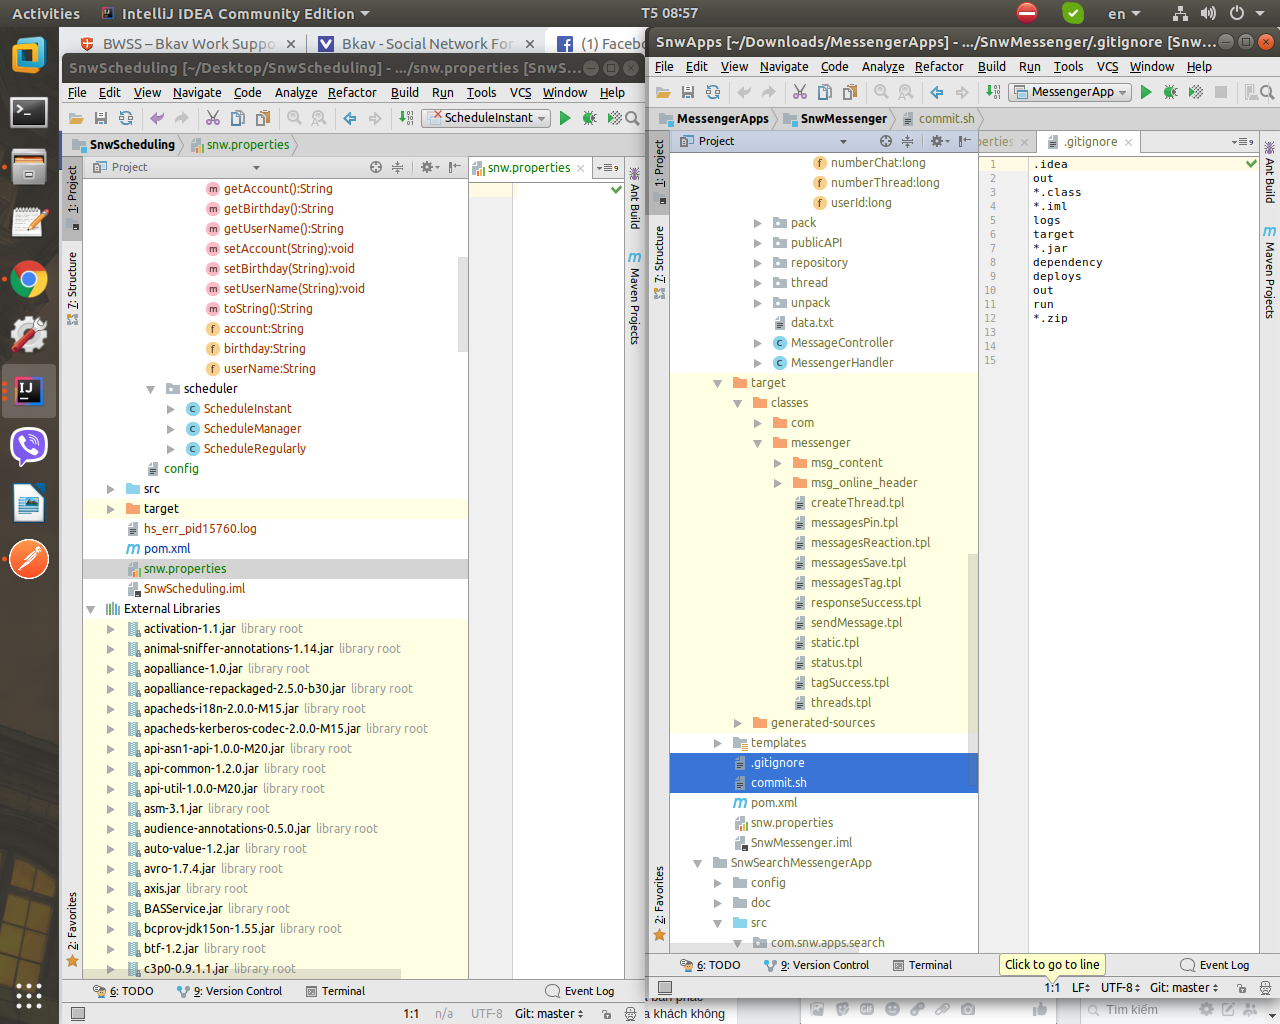 Activities
IntelliJ IDEA Community Edition
T5 08:57
en
BWSS – Bkav Work Suppo
Bkav - Social Network For
(1) Facebo
SnwScheduling [~/Desktop/SnwScheduling] - .../snw.properties [SnwS...
File Edit View Navigate Code Analyze Refactor Build Run Tools VCS Window Help
ScheduleInstant
SnwScheduling
snw.properties
1: Project
7: Structure
2: Favorites
Project
snw.properties
9
Ant Build
Maven Projects
getAccount():String
getBirthday():String
getUserName():String
setAccount(String):void
setBirthday(String):void
setUserName(String):void
toString():String
account:String
birthday:String
userName:String
scheduler
ScheduleInstant
ScheduleManager
ScheduleRegularly
config
src
target
hs_err_pid15760.log
pom.xml
snw.properties
SnwScheduling.iml
External Libraries
activation-1.1.jar library root
animal-sniffer-annotations-1.14.jar library root
aopalliance-1.0.jar library root
aopalliance-repackaged-2.5.0-b30.jar library root
apacheds-i18n-2.0.0-M15.jar library root
apacheds-kerberos-codec-2.0.0-M15.jar library root
api-asn1-api-1.0.0-M20.jar library root
api-common-1.2.0.jar library root
api-util-1.0.0-M20.jar library root
asm-3.1.jar library root
audience-annotations-0.5.0.jar library root
auto-value-1.2.jar library root
avro-1.7.4.jar library root
axis.jar library root
BASService.jar library root
bcprov-jdk15on-1.55.jar library root
btf-1.2.jar library root
c3p0-0.9.1.1.jar library root
6: TODO
9: Version Control
Terminal
Event Log
1:1
n/a
UTF-8
Git: master
SnwApps [~/Downloads/MessengerApps] - .../SnwMessenger/.gitignore [Snw...
File Edit View Navigate Code Analyze Refactor Build Run Tools VCS Window Help
MessengerApp
MessengerApps
SnwMessenger
commit.sh
1: Project
7: Structure
2: Favorites
Project
perties
.gitignore
9
Ant Build
Maven Projects
numberChat:long
numberThread:long
userId:long
pack
publicAPI
repository
thread
unpack
data.txt
MessageController
MessengerHandler
target
classes
com
messenger
msg_content
msg_online_header
createThread.tpl
messagesPin.tpl
messagesReaction.tpl
messagesSave.tpl
messagesTag.tpl
responseSuccess.tpl
sendMessage.tpl
static.tpl
status.tpl
tagSuccess.tpl
threads.tpl
generated-sources
templates
.gitignore
commit.sh
pom.xml
snw.properties
SnwMessenger.iml
SnwSearchMessengerApp
config
doc
src
com.snw.apps.search
1 .idea
2 out
3 *.class
4 *.iml
5 logs
6 target
7 *.jar
8 dependency
9 deploys
10 out
11 run
12 *.zip
13
14
15
6: TODO
9: Version Control
Terminal
Click to go to line
Event Log
1:1
LF
UTF-8
Git: master
a khách không
Tìm kiếm